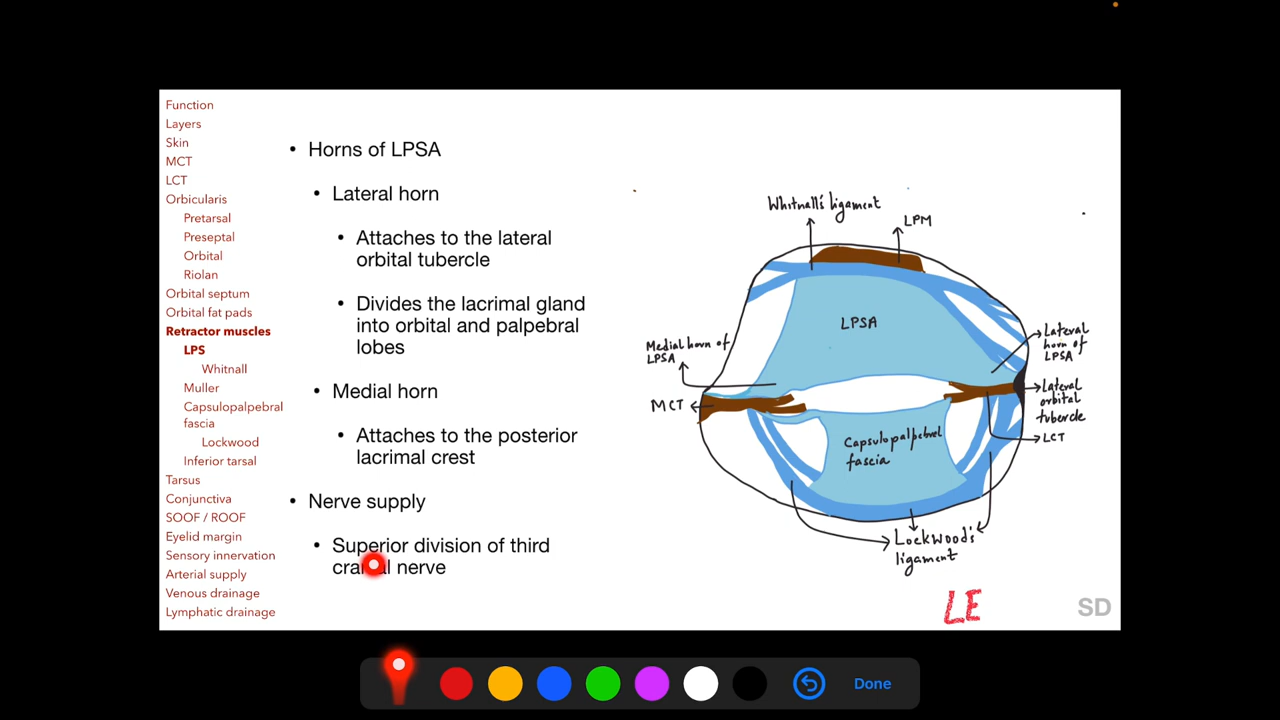 Function
Layers
Skin
MCT
LCT
Orbicularis
Pretarsal
Preseptal
Orbital
Riolan
Orbital septum
Orbital fat pads
Retractor muscles
LPS
Whitnall
Muller
Capsulopalpebral
fascia
Lockwood
Inferior tarsal
Tarsus
Conjunctiva
SOOF / ROOF
Eyelid margin
Sensory innervation
Arterial supply
Venous drainage
Lymphatic drainage
• Horns of LPSA
• Lateral horn
• Attaches to the lateral
orbital tubercle
• Divides the lacrimal gland
into orbital and palpebral
lobes
• Medial horn
• Attaches to the posterior
lacrimal crest
• Nerve supply
• Superior division of third
cranial nerve
Whitnall's ligament
LPM
LPSA
Medial horn of
LPSA
Lateral
horn of
LPSA
MCT
Lateral
orbital
tubercle
LCT
Capsulopalpebral
fascia
Lockwood's
ligament
LE
SD
Done